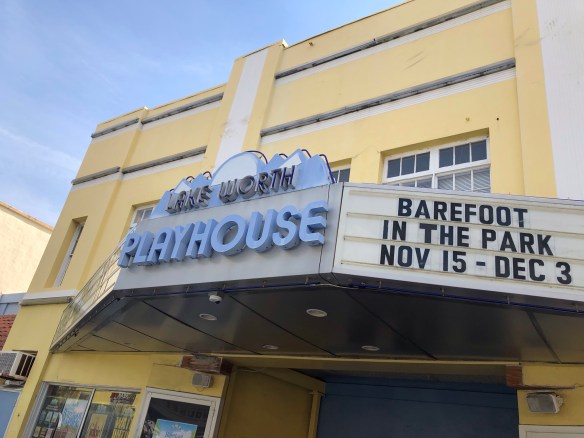 LAKE WORTH
PLAYHOUSE
BAREFOOT
IN THE PARK
NOV 15 - DEC 3